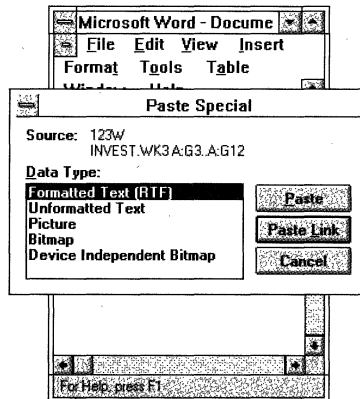 Microsoft Word - Docume
File Edit View Insert
Format Tools Table
Window Help
Paste Special
Source: 123W
INVEST.WK3 A:G3..A:G12
Data Type:
Formatted Text (RTF)
Unformatted Text
Picture
Bitmap
Device Independent Bitmap
Paste
Paste Link
Cancel
For Help, press F1